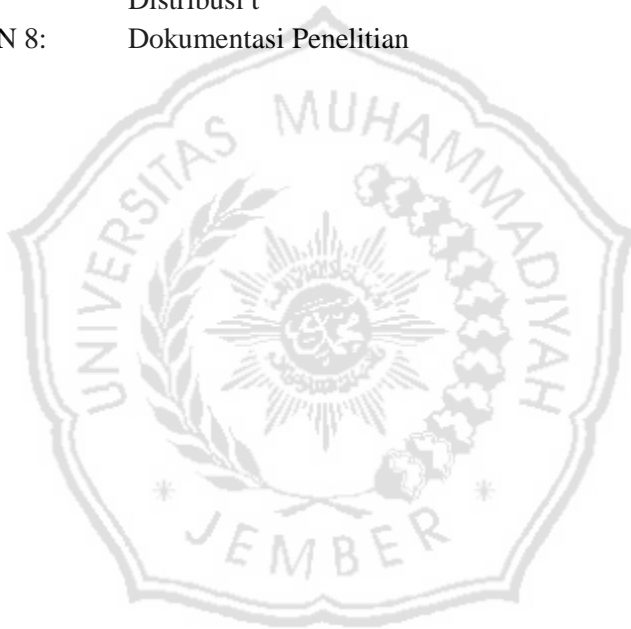 Distribusi t
N 8: Dokumentasi Penelitian
UNIVERSITAS MUHAMMADIYAH
JEMBER